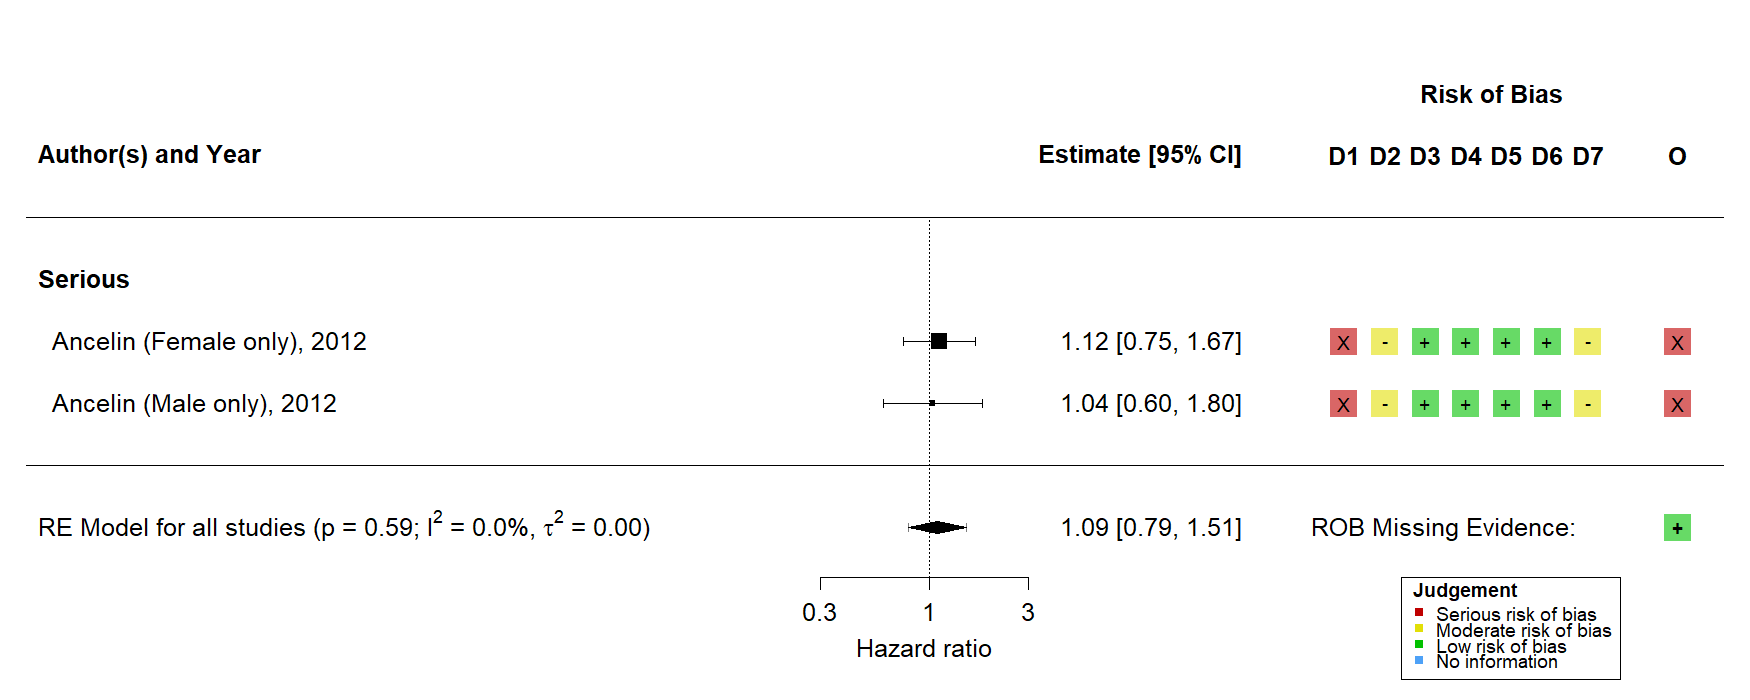 Risk of Bias
Author(s) and Year Estimate [95% CI] D1 D2 D3 D4 D5 D6 D7 O
Serious
Ancelin (Female only), 2012 1.12 [0.75, 1.67] X - + + + + - X
Ancelin (Male only), 2012 1.04 [0.60, 1.80] X - + + + + - X
RE Model for all studies (p = 0.59; I² = 0.0%, τ² = 0.00) 1.09 [0.79, 1.51] ROB Missing Evidence: +
0.3 1 3
Hazard ratio
Judgement
Serious risk of bias
Moderate risk of bias
Low risk of bias
No information